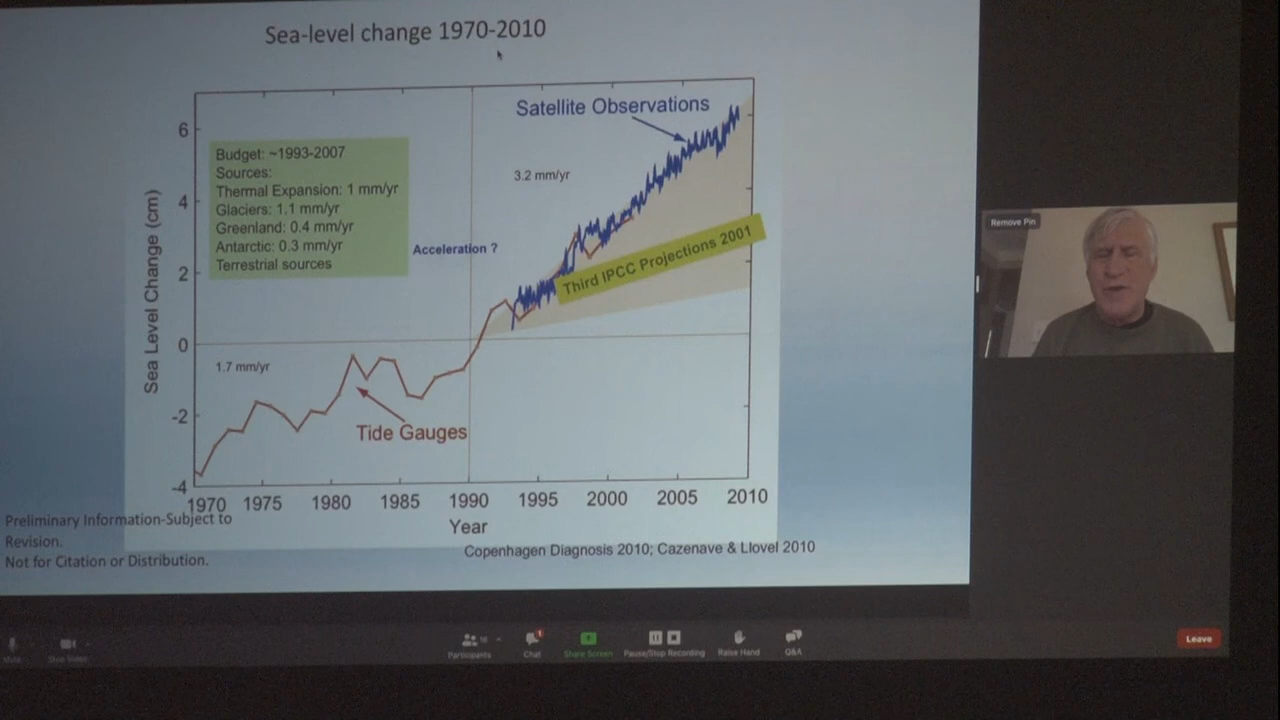 Sea-level change 1970-2010
Satellite Observations
6
Budget: ~1993-2007
Sources:
Thermal Expansion: 1 mm/yr
Glaciers: 1.1 mm/yr
Greenland: 0.4 mm/yr
Antarctic: 0.3 mm/yr
Terrestrial sources
3.2 mm/yr
4
Acceleration ?
Third IPCC Projections 2001
2
Sea Level Change (cm)
0
1.7 mm/yr
-2
Tide Gauges
-4
1970 1975 1980 1985 1990 1995 2000 2005 2010
Year
Preliminary Information-Subject to
Revision.
Not for Citation or Distribution.
Copenhagen Diagnosis 2010; Cazenave & Llovel 2010
Remove Pin
Mute
Stop Video
Participants
Chat
Share Screen
Pause/Stop Recording
Raise Hand
Q&A
Leave